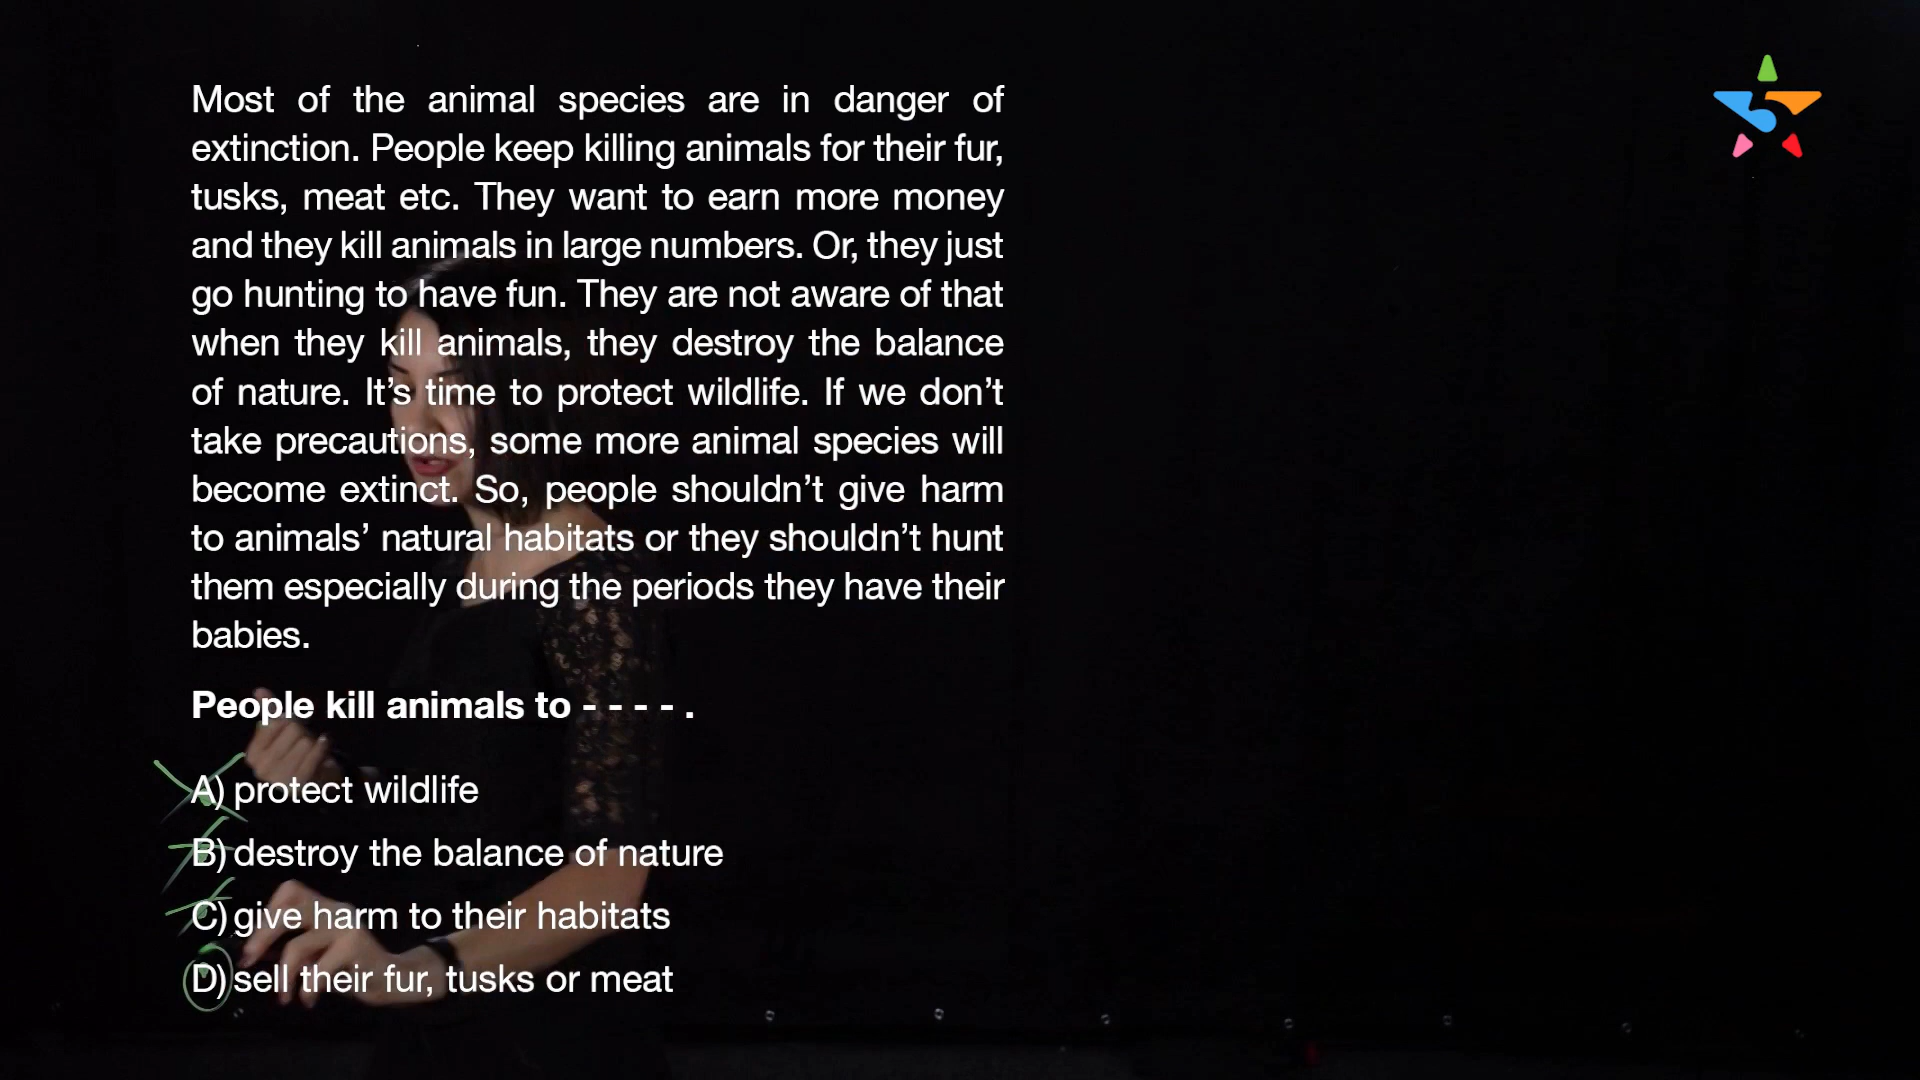 Most of the animal species are in danger of
extinction. People keep killing animals for their fur,
tusks, meat etc. They want to earn more money
and they kill animals in large numbers. Or, they just
go hunting to have fun. They are not aware of that
when they kill animals, they destroy the balance
of nature. It’s time to protect wildlife. If we don’t
take precautions, some more animal species will
become extinct. So, people shouldn’t give harm
to animals’ natural habitats or they shouldn’t hunt
them especially during the periods they have their
babies.
People kill animals to - - - - .
A) protect wildlife
B) destroy the balance of nature
C) give harm to their habitats
D) sell their fur, tusks or meat